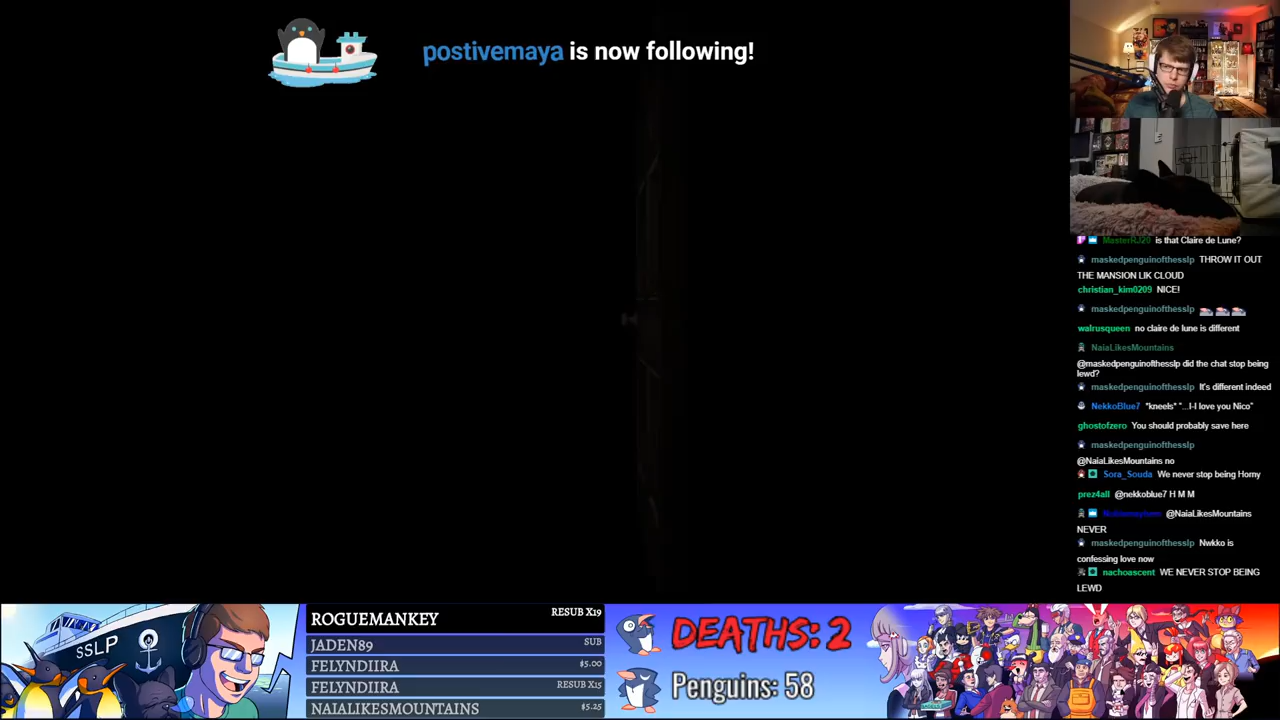 postivemaya is now following!
MasterRJ20 is that Claire de Lune?
maskedpenguinofthesslp THROW IT OUT
THE MANSION LIK CLOUD
christian_kim0209 NICE!
maskedpenguinofthesslp
walrusqueen no claire de lune is different
NaiaLikesMountains
@maskedpenguinofthesslp did the chat stop being
lewd?
maskedpenguinofthesslp It's different indeed
NekkoBlue7 *kneels* "...I-I love you Nico"
ghostofzero You should probably save here
maskedpenguinofthesslp
@NaiaLikesMountains no
Sora_Souda We never stop being Horny
prez4all @nekkoblue7 H M M
@NaiaLikesMountains
NEVER
maskedpenguinofthesslp Nwkko is
confessing love now
nachoascent WE NEVER STOP BEING
LEWD
SSLP
ROGUEMANKEY RESUB X19
JADEN89 SUB
FELYNDIIRA $5.00
FELYNDIIRA RESUB X15
NAIALIKESMOUNTAINS $5.25
DEATHS: 2
Penguins: 58